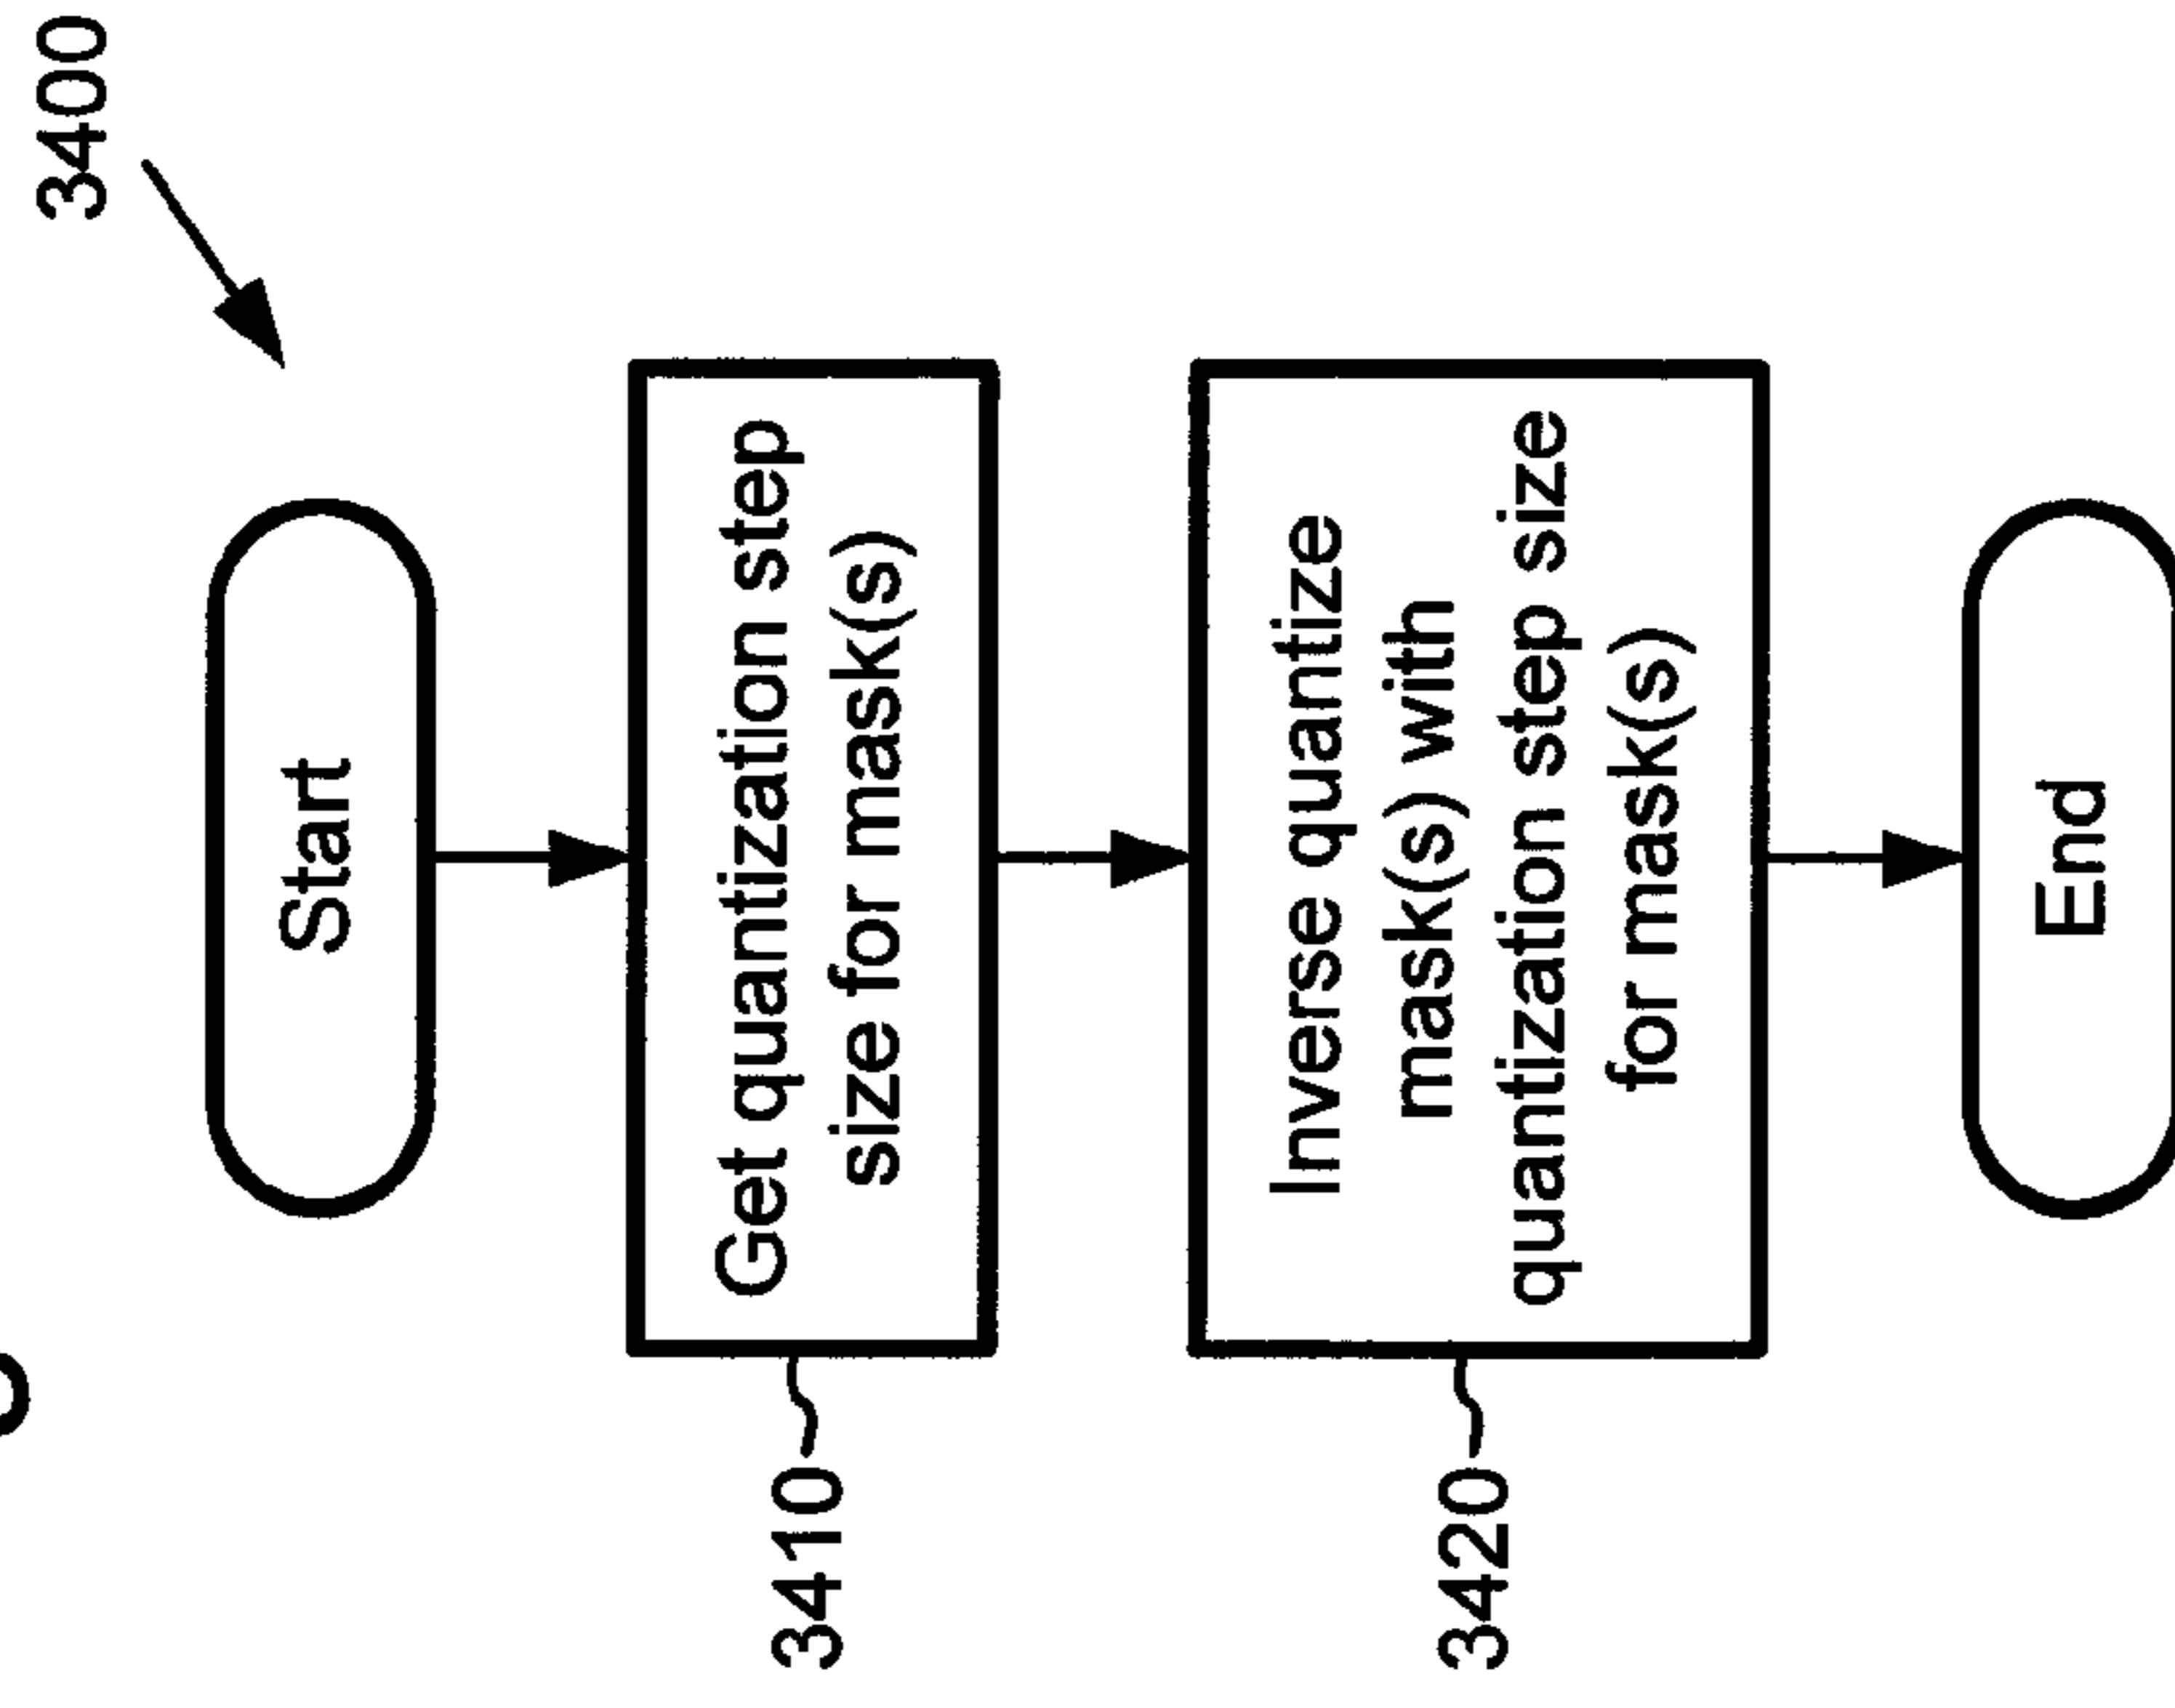 3400
Start
Get quantization step
size for mask(s)
3410
Inverse quantize
mask(s) with
quantization step size
for mask(s)
3420
End